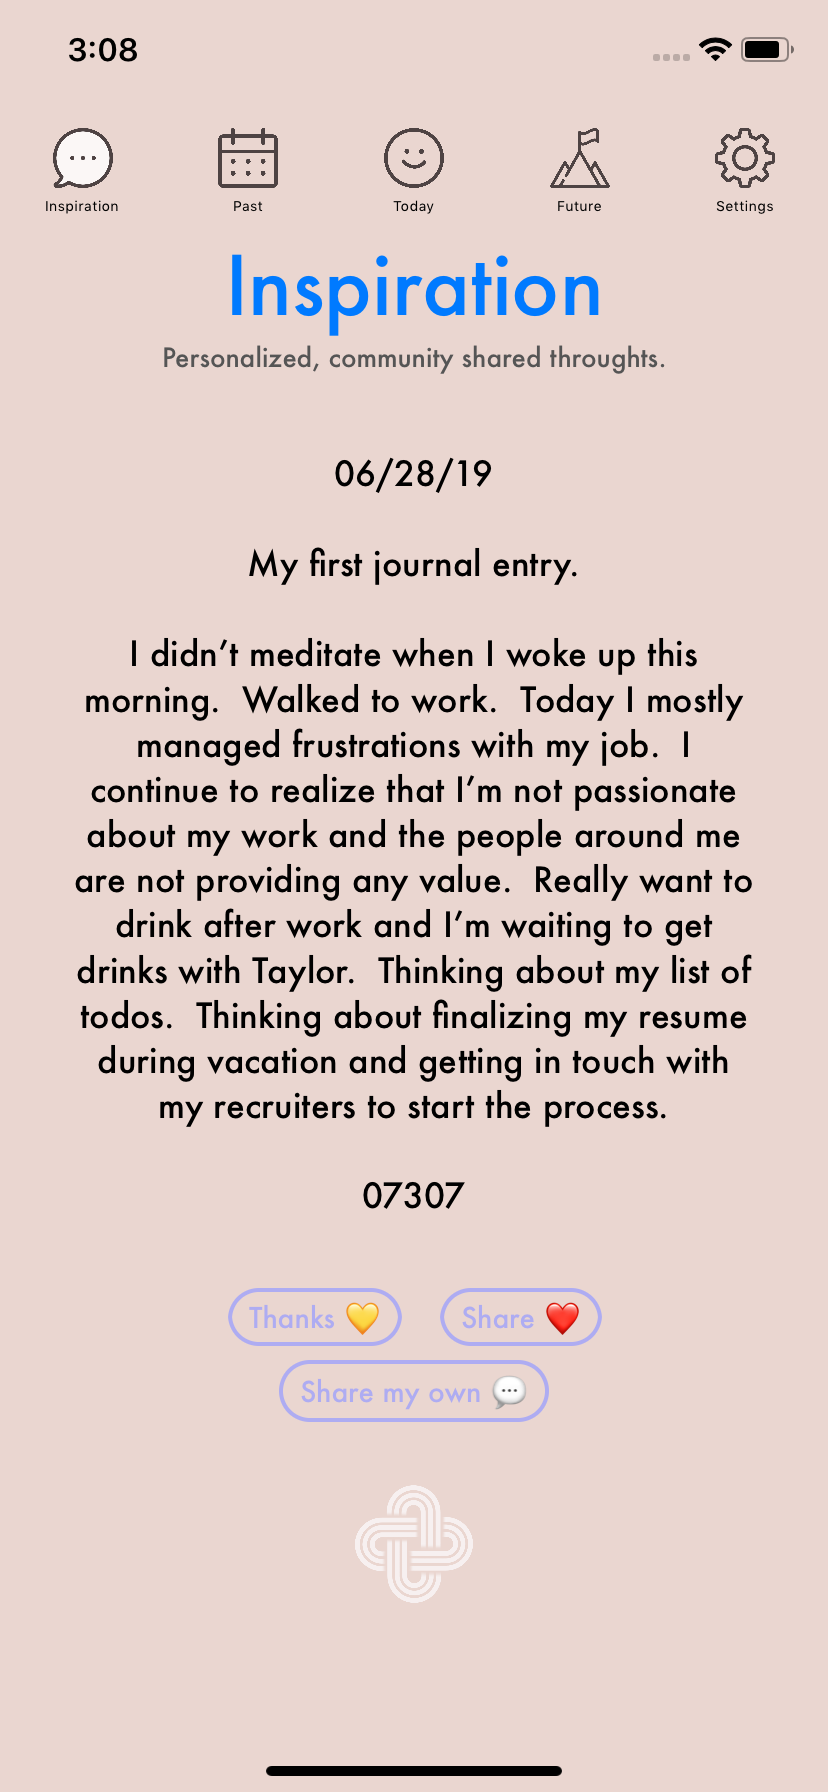 3:08
Inspiration
Past
Today
Future
Settings
Inspiration
Personalized, community shared throughts.
06/28/19
My first journal entry.
I didn’t meditate when I woke up this
morning.  Walked to work.  Today I mostly
managed frustrations with my job.  I
continue to realize that I’m not passionate
about my work and the people around me
are not providing any value.  Really want to
drink after work and I’m waiting to get
drinks with Taylor.  Thinking about my list of
todos.  Thinking about finalizing my resume
during vacation and getting in touch with
my recruiters to start the process.
07307
Thanks 💛
Share ❤️
Share my own 💬